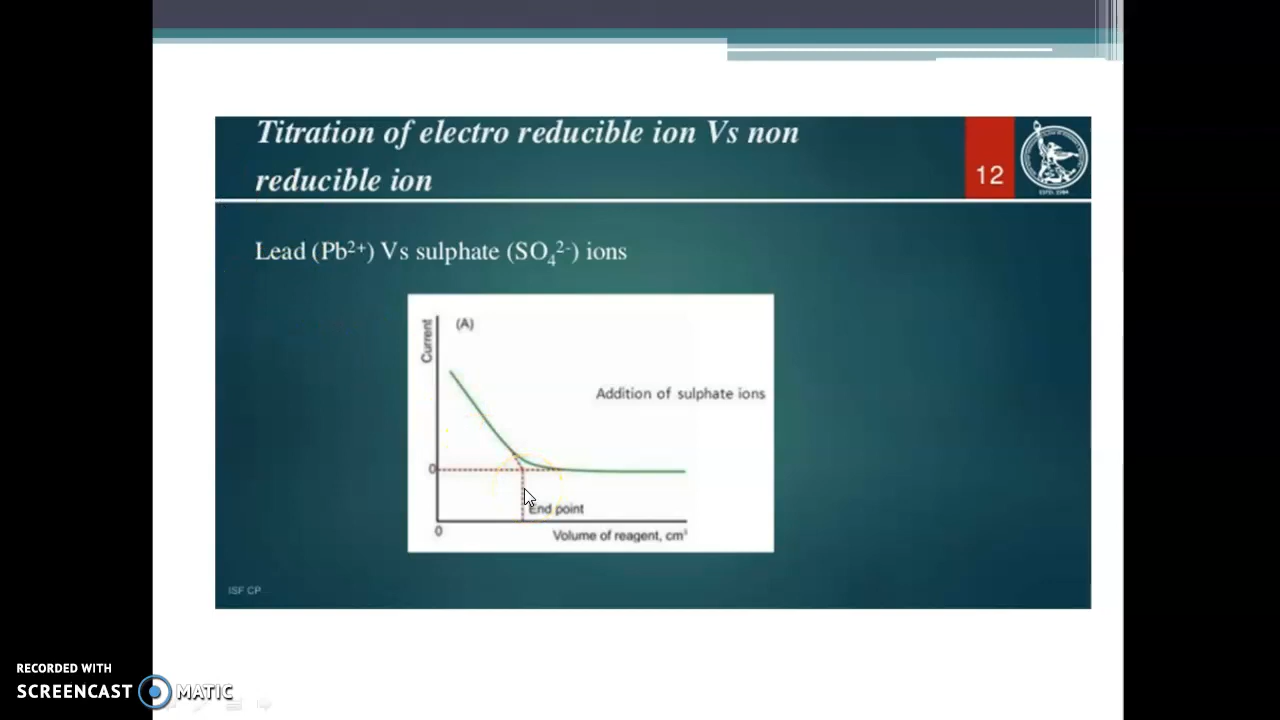 Titration of electro reducible ion Vs non
reducible ion
12
Lead (Pb²⁺) Vs sulphate (SO₄²⁻) ions
Current
(A)
Addition of sulphate ions
0
End point
0
Volume of reagent, cm³
ISF CP
RECORDED WITH
SCREENCAST MATIC